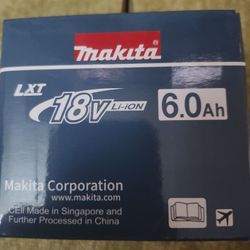 makita
LXT 18V Li-ION 6.0Ah
Makita Corporation
www.makita.com
Cell Made in Singapore and
Further Processed in China